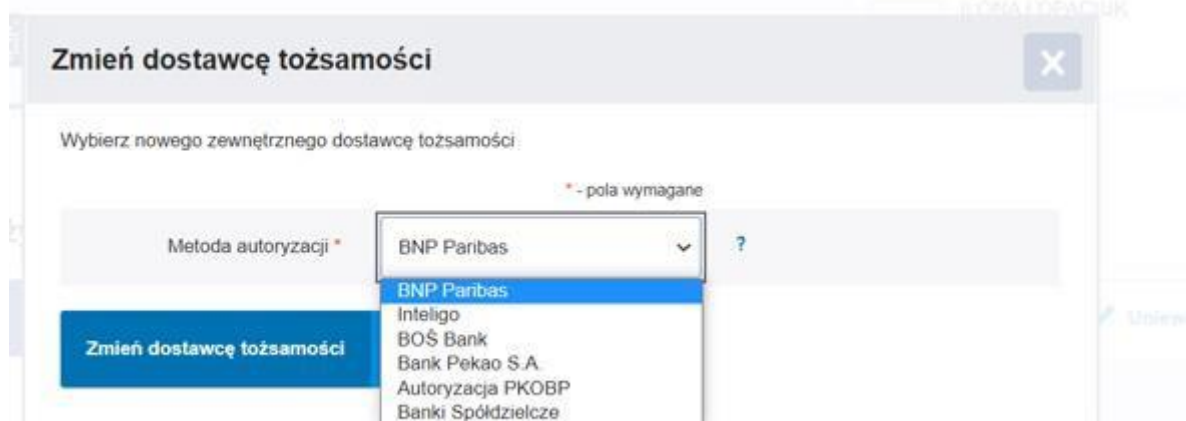 Zmień dostawcę tożsamości
Wybierz nowego zewnętrznego dostawcę tożsamości
* - pola wymagane
Metoda autoryzacji *
BNP Paribas
?
BNP Paribas
Inteligo
BOŚ Bank
Bank Pekao S.A.
Autoryzacja PKOBP
Banki Spółdzielcze
Zmień dostawcę tożsamości